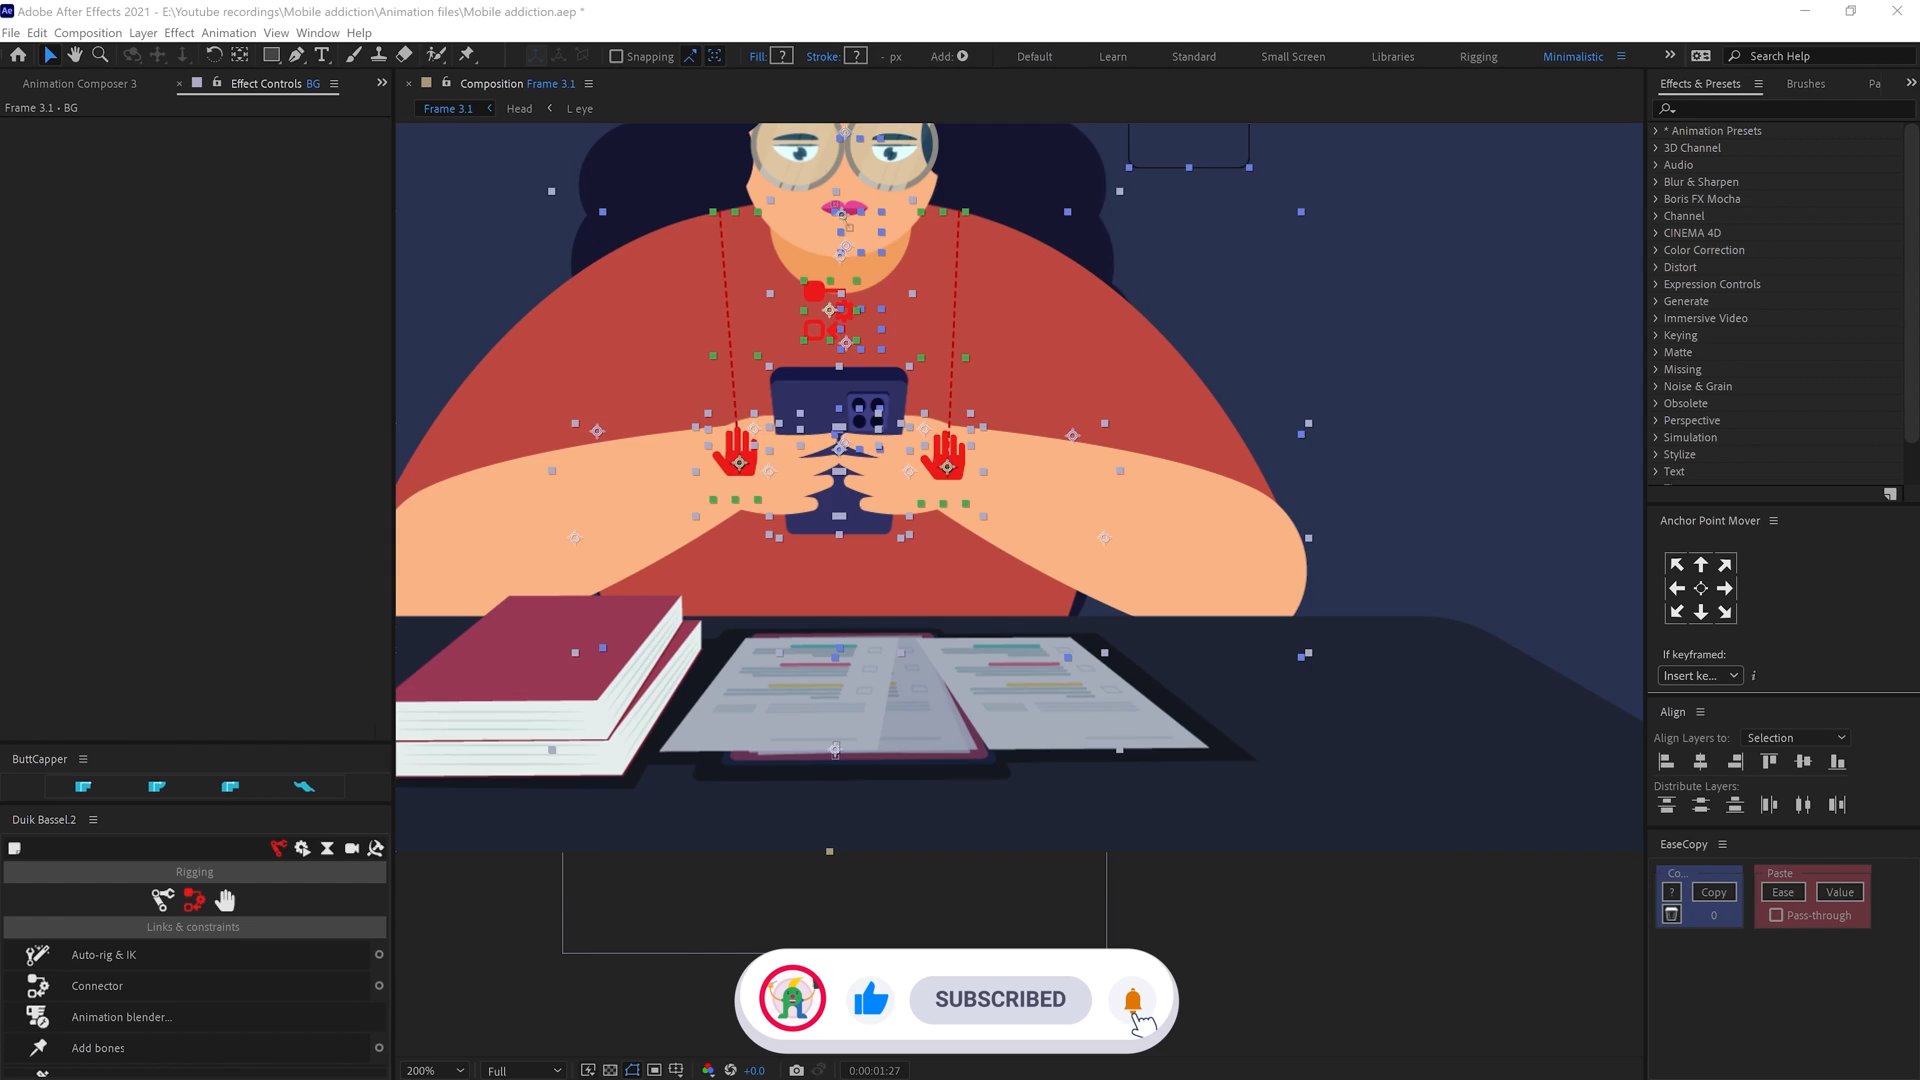 Adobe After Effects 2021 - E:\Youtube recordings\Mobile addiction\Animation files\Mobile addiction.aep *
File Edit Composition Layer Effect Animation View Window Help
Snapping Fill: ? Stroke: ? - px Add: Default Learn Standard Small Screen Libraries Rigging Minimalistic Search Help
Animation Composer 3 Effect Controls BG
Composition Frame 3.1
Effects & Presets Brushes Pa
Frame 3.1 • BG
Frame 3.1 Head L eye
* Animation Presets
3D Channel
Audio
Blur & Sharpen
Boris FX Mocha
Channel
CINEMA 4D
Color Correction
Distort
Expression Controls
Generate
Immersive Video
Keying
Matte
Missing
Noise & Grain
Obsolete
Perspective
Simulation
Stylize
Text
Anchor Point Mover
If keyframed:
Insert ke...
Align
Align Layers to: Selection
Distribute Layers:
EaseCopy
Co... Paste
? Copy Ease Value
0 Pass-through
ButtCapper
Duik Bassel.2
Rigging
Links & constraints
Auto-rig & IK
Connector
Animation blender...
Add bones
SUBSCRIBED
200% Full +0.0 0:00:01:27